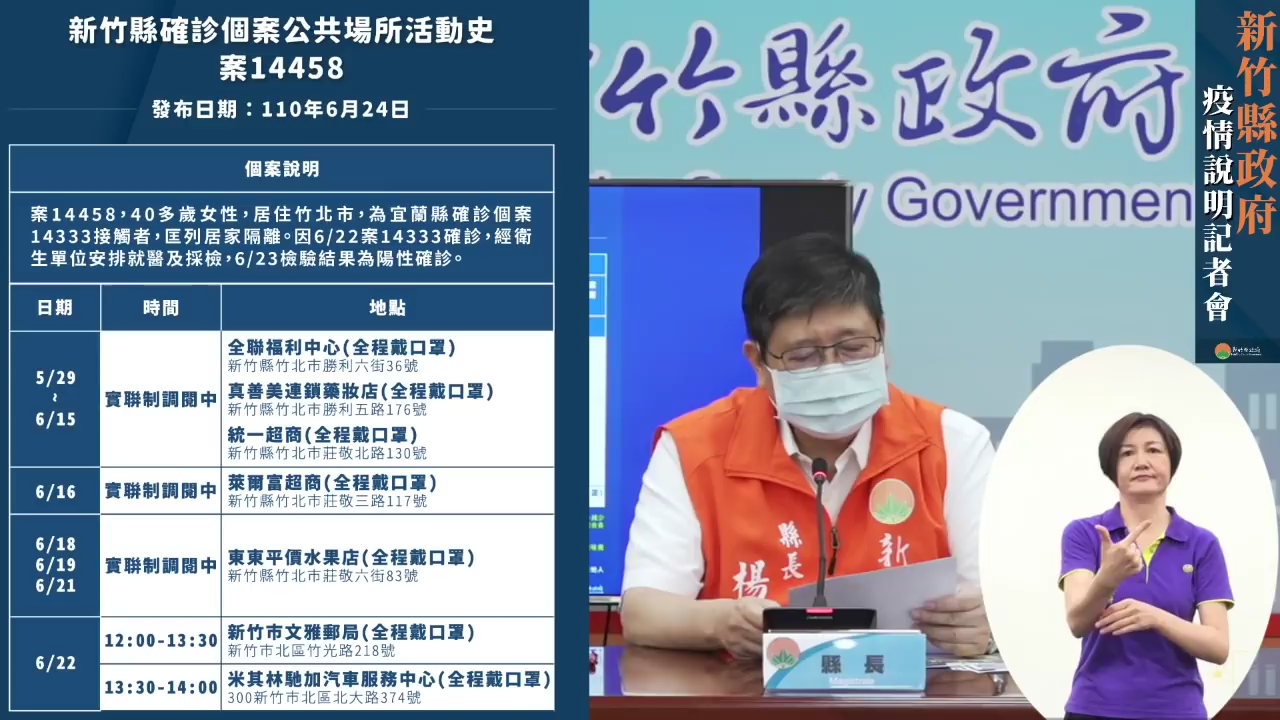 新竹縣確診個案公共場所活動史
案14458
發布日期：110年6月24日
個案說明
案14458，40多歲女性，居住竹北市，為宜蘭縣確診個案
14333接觸者，匡列居家隔離。因6/22案14333確診，經衛
生單位安排就醫及採檢，6/23檢驗結果為陽性確診。
日期 時間 地點
5/29
~
6/15
實聯制調閱中
全聯福利中心(全程戴口罩)
新竹縣竹北市勝利六街36號
真善美連鎖藥妝店(全程戴口罩)
新竹縣竹北市勝利五路176號
統一超商(全程戴口罩)
新竹縣竹北市莊敬北路130號
6/16
實聯制調閱中
萊爾富超商(全程戴口罩)
新竹縣竹北市莊敬三路117號
6/18
6/19
6/21
實聯制調閱中
東東平價水果店(全程戴口罩)
新竹縣竹北市莊敬六街83號
6/22
12:00-13:30
新竹市文雅郵局(全程戴口罩)
新竹市北區竹光路218號
13:30-14:00
米其林馳加汽車服務中心(全程戴口罩)
300新竹市北區北大路374號
竹縣政府
y Governmen
縣長
楊
新
縣長
Magistrate
新竹縣政府
疫情說明記者會
新竹縣政府